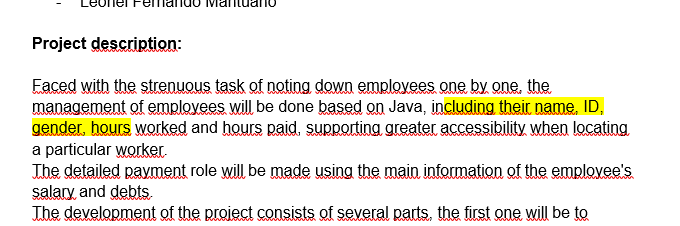 - Leonel Fernando Mantuano
Project description:
Faced with the strenuous task of noting down employees one by one, the
management of employees will be done based on Java, including their name, ID,
gender, hours worked and hours paid, supporting greater accessibility when locating
a particular worker.
The detailed payment role will be made using the main information of the employee's
salary and debts.
The development of the project consists of several parts, the first one will be to